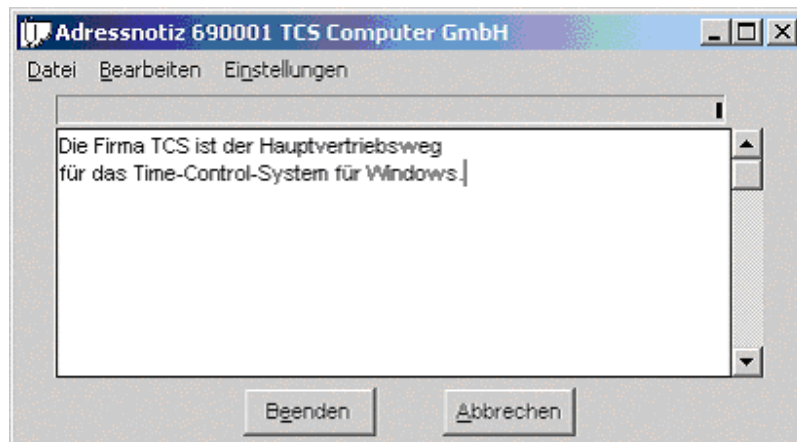 Adressnotiz 690001 TCS Computer GmbH
Datei Bearbeiten Einstellungen
Die Firma TCS ist der Hauptvertriebsweg
für das Time-Control-System für Windows.
Beenden Abbrechen